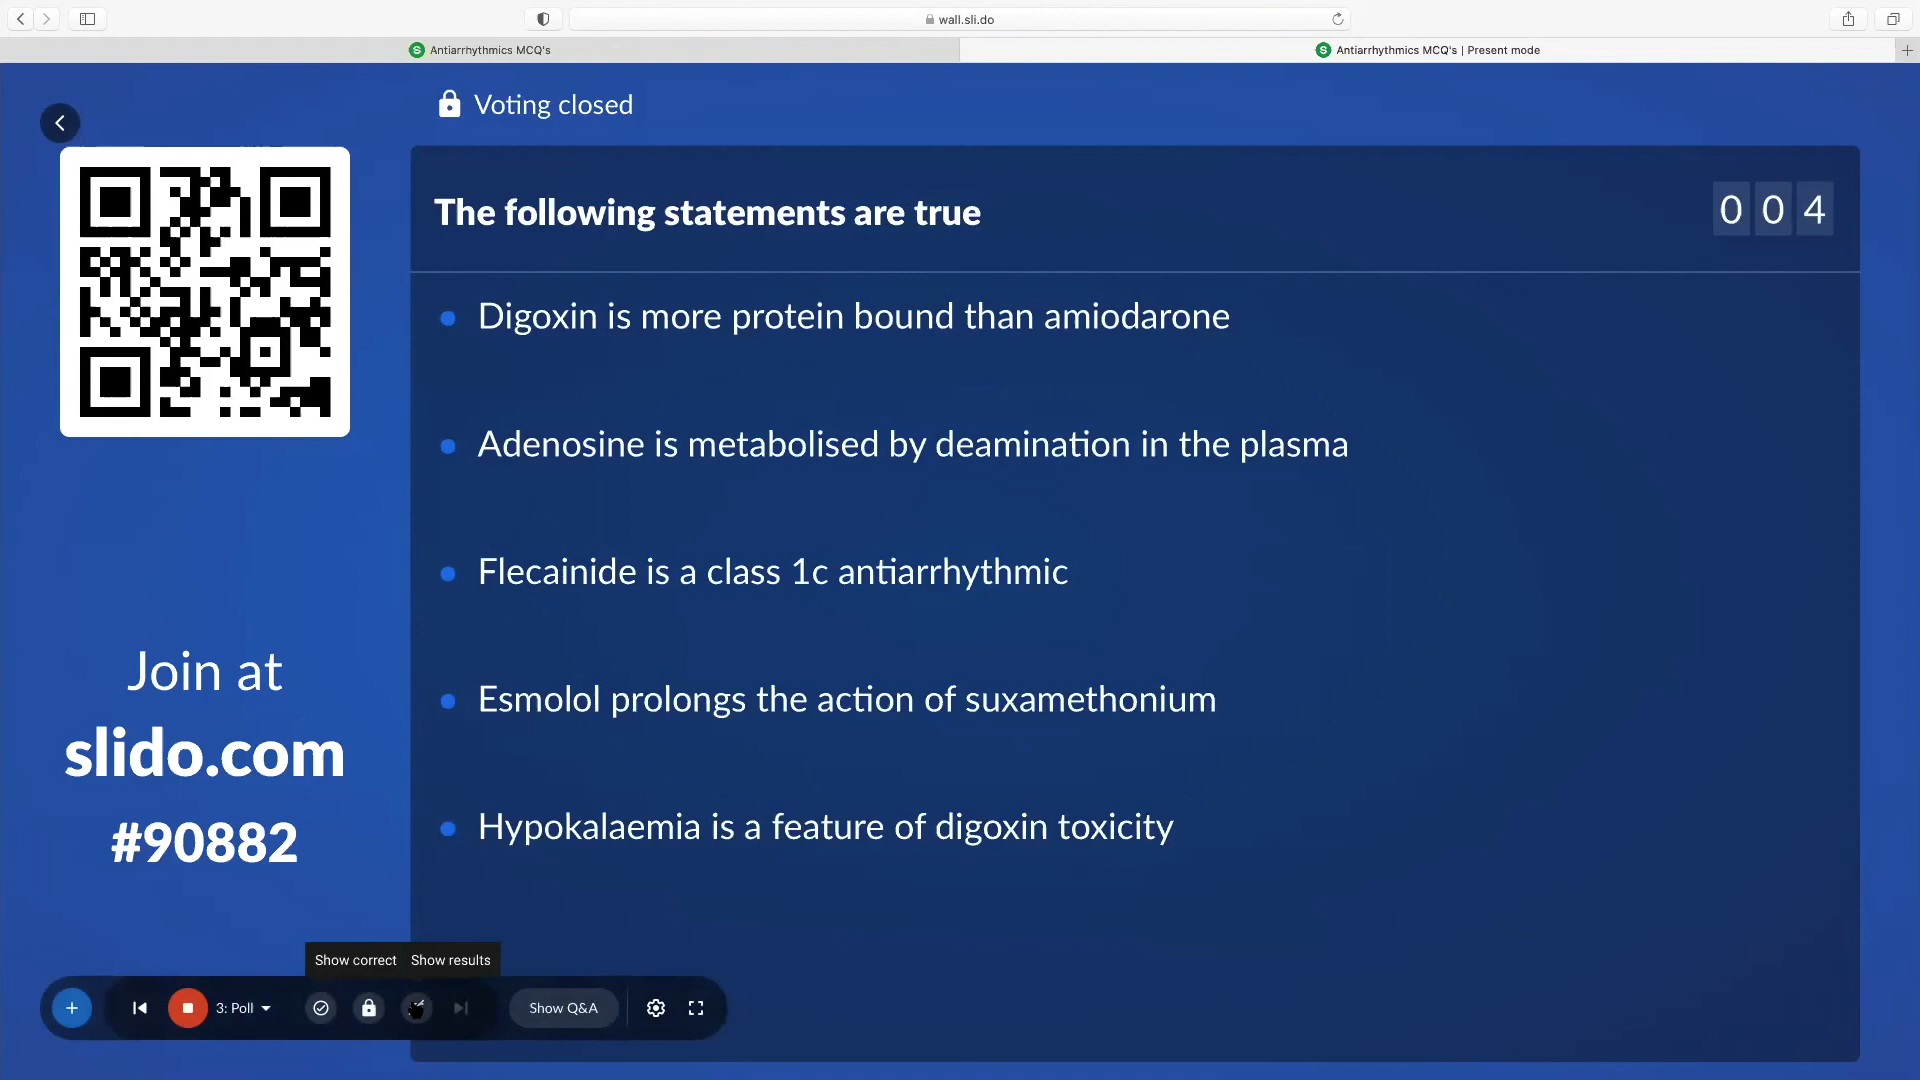 wall.sli.do
Antiarrhythmics MCQ's
Antiarrhythmics MCQ's | Present mode
Voting closed
The following statements are true
0 0 4
Digoxin is more protein bound than amiodarone
Adenosine is metabolised by deamination in the plasma
Flecainide is a class 1c antiarrhythmic
Esmolol prolongs the action of suxamethonium
Hypokalaemia is a feature of digoxin toxicity
Join at
slido.com
#90882
Show correct
Show results
3: Poll
Show Q&A